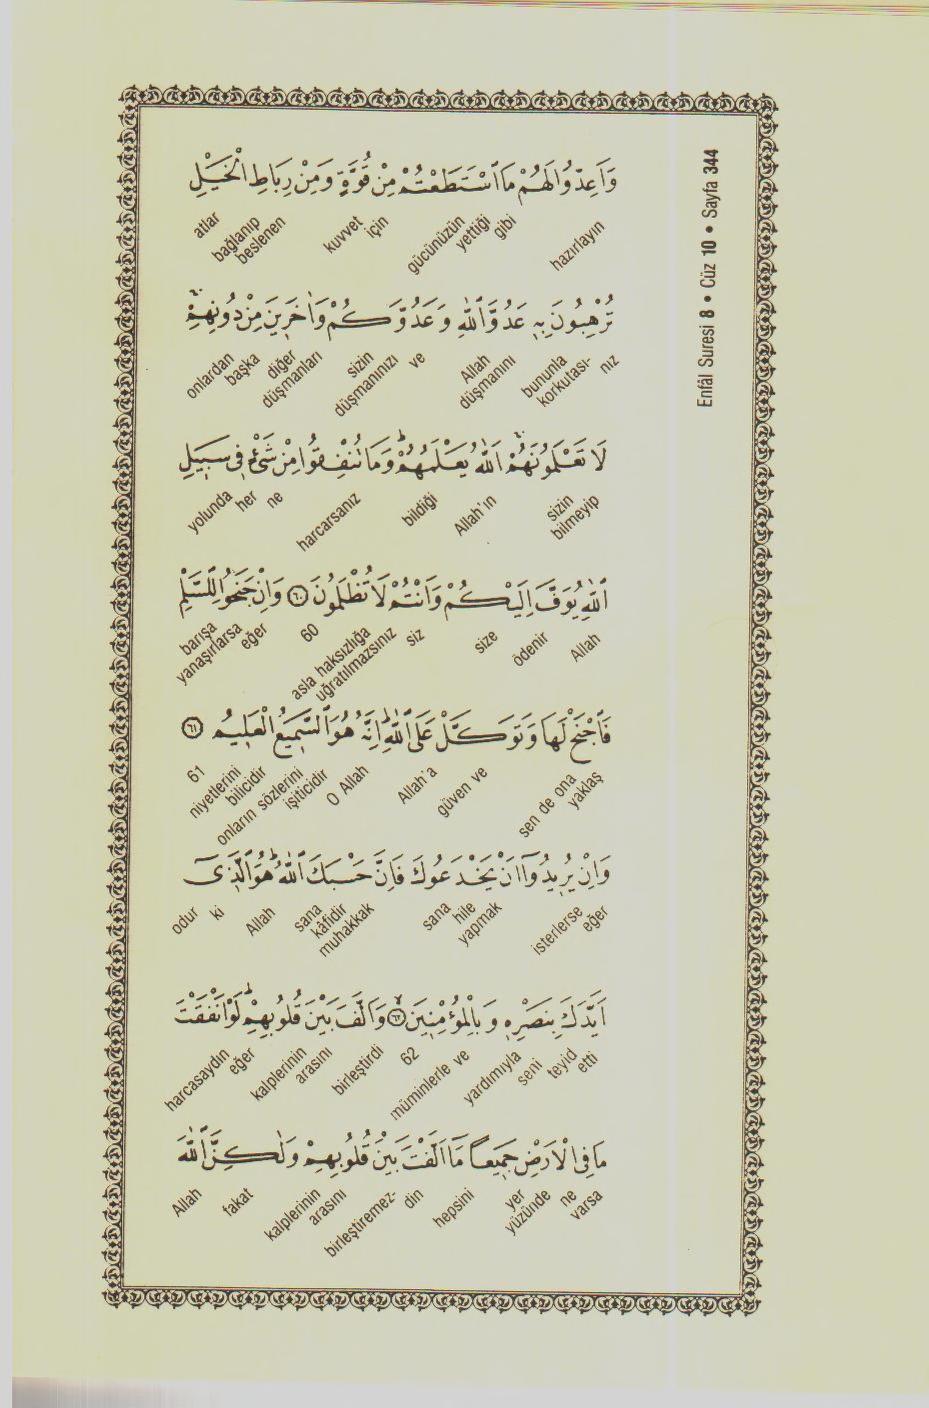 Enfâl Suresi 8 • Cüz 10 • Sayfa 344
وَاَعِدُّوا لَهُمْ مَا اسْتَطَعْتُمْ مِنْ قُوَّةٍ وَمِنْ رِبَاطِ الْخَيْلِ
hazırlayın gücünüzün yettiği gibi kuvvet için bağlanıp beslenen atlar
تُرْهِبُونَ بِهٖ عَدُوَّ اللّٰهِ وَعَدُوَّكُمْ وَاٰخَرٖينَ مِنْ دُونِهِمْۚ
bununla korkutası- nız Allah düşmanını ve sizin düşmanınızı diğer düşmanları başka onlardan
لَا تَعْلَمُونَهُمْۚ اَللّٰهُ يَعْلَمُهُمْؕ وَمَا تُنْفِقُوا مِنْ شَیْءٍ فٖى سَبٖيلِ
sizin bilmeyip Allah'ın bildiği harcarsanız ne her yolunda
اللّٰهِ يُوَفَّ اِلَيْكُمْ وَاَنْتُمْ لَا تُظْلَمُونَ ﴿٦٠﴾ وَاِنْ جَنَحُوا لِلسَّلْمِ
Allah ödenir size siz asla haksızlığa uğratılmazsınız 60 eğer barışa yanaşırlarsa
فَاجْنَحْ لَهَا وَتَوَكَّلْ عَلَى اللّٰهِؕ اِنَّهُ هُوَ السَّمٖيعُ الْعَلٖيمُ ﴿٦١﴾
sen de ona yaklaş güven ve Allah'a O Allah onların sözlerini işiticidir niyetlerini bilicidir 61
وَاِنْ يُرٖيدُٓوا اَنْ يَخْدَعُوكَ فَاِنَّ حَسْبَكَ اللّٰهُؕ هُوَ الَّذٖٓى
eğer isterlerse sana hile yapmak sana kâfidir muhakkak Allah ki odur
اَيَّدَكَ بِنَصْرِهٖ وَبِالْمُؤْمِنٖينَ ﴿٦٢﴾ وَاَلَّفَ بَيْنَ قُلُوبِهِمْؕ لَوْ اَنْفَقْتَ
teyid etti seni yardımıyla müminlerle ve 62 birleştirdi kalplerinin arasını eğer harcasaydın
مَا فِى الْاَرْضِ جَمٖيعاً مَٓا اَلَّفْتَ بَيْنَ قُلُوبِهِمْ وَلٰكِنَّ اللّٰهَ
ne varsa yer yüzünde hepsini birleştiremez- din kalplerinin arasını fakat Allah